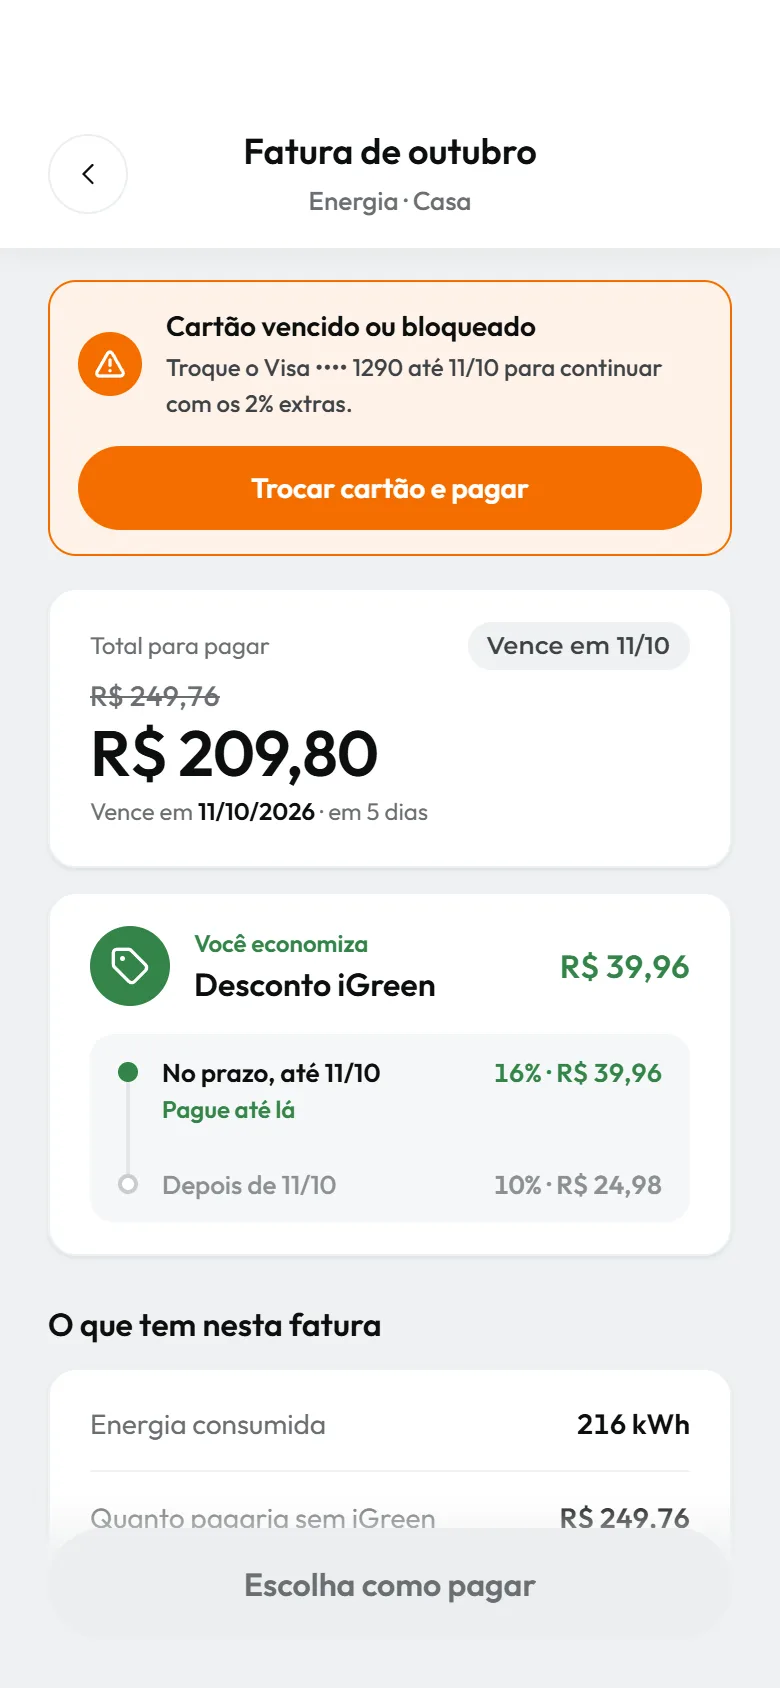 Fatura de outubro
Energia · Casa
Cartão vencido ou bloqueado
Troque o Visa •••• 1290 até 11/10 para continuar
com os 2% extras.
Trocar cartão e pagar
Total para pagar
Vence em 11/10
R$ 249,76
R$ 209,80
Vence em 11/10/2026 · em 5 dias
Você economiza
Desconto iGreen
R$ 39,96
No prazo, até 11/10
16% · R$ 39,96
Pague até lá
Depois de 11/10
10% · R$ 24,98
O que tem nesta fatura
Energia consumida
216 kWh
Quanto pagaria sem iGreen
R$ 249,76
Escolha como pagar